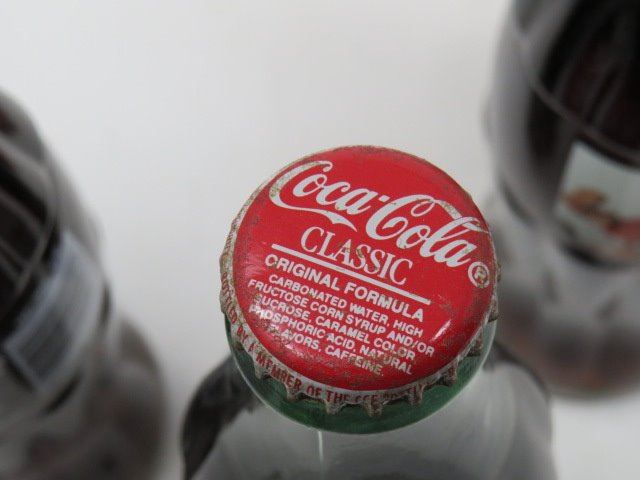 Coca-Cola®
CLASSIC
ORIGINAL FORMULA
CARBONATED WATER, HIGH
FRUCTOSE CORN SYRUP AND/OR
SUCROSE, CARAMEL COLOR
PHOSPHORIC ACID, NATURAL
FLAVORS, CAFFEINE.
A MEMBER OF THE